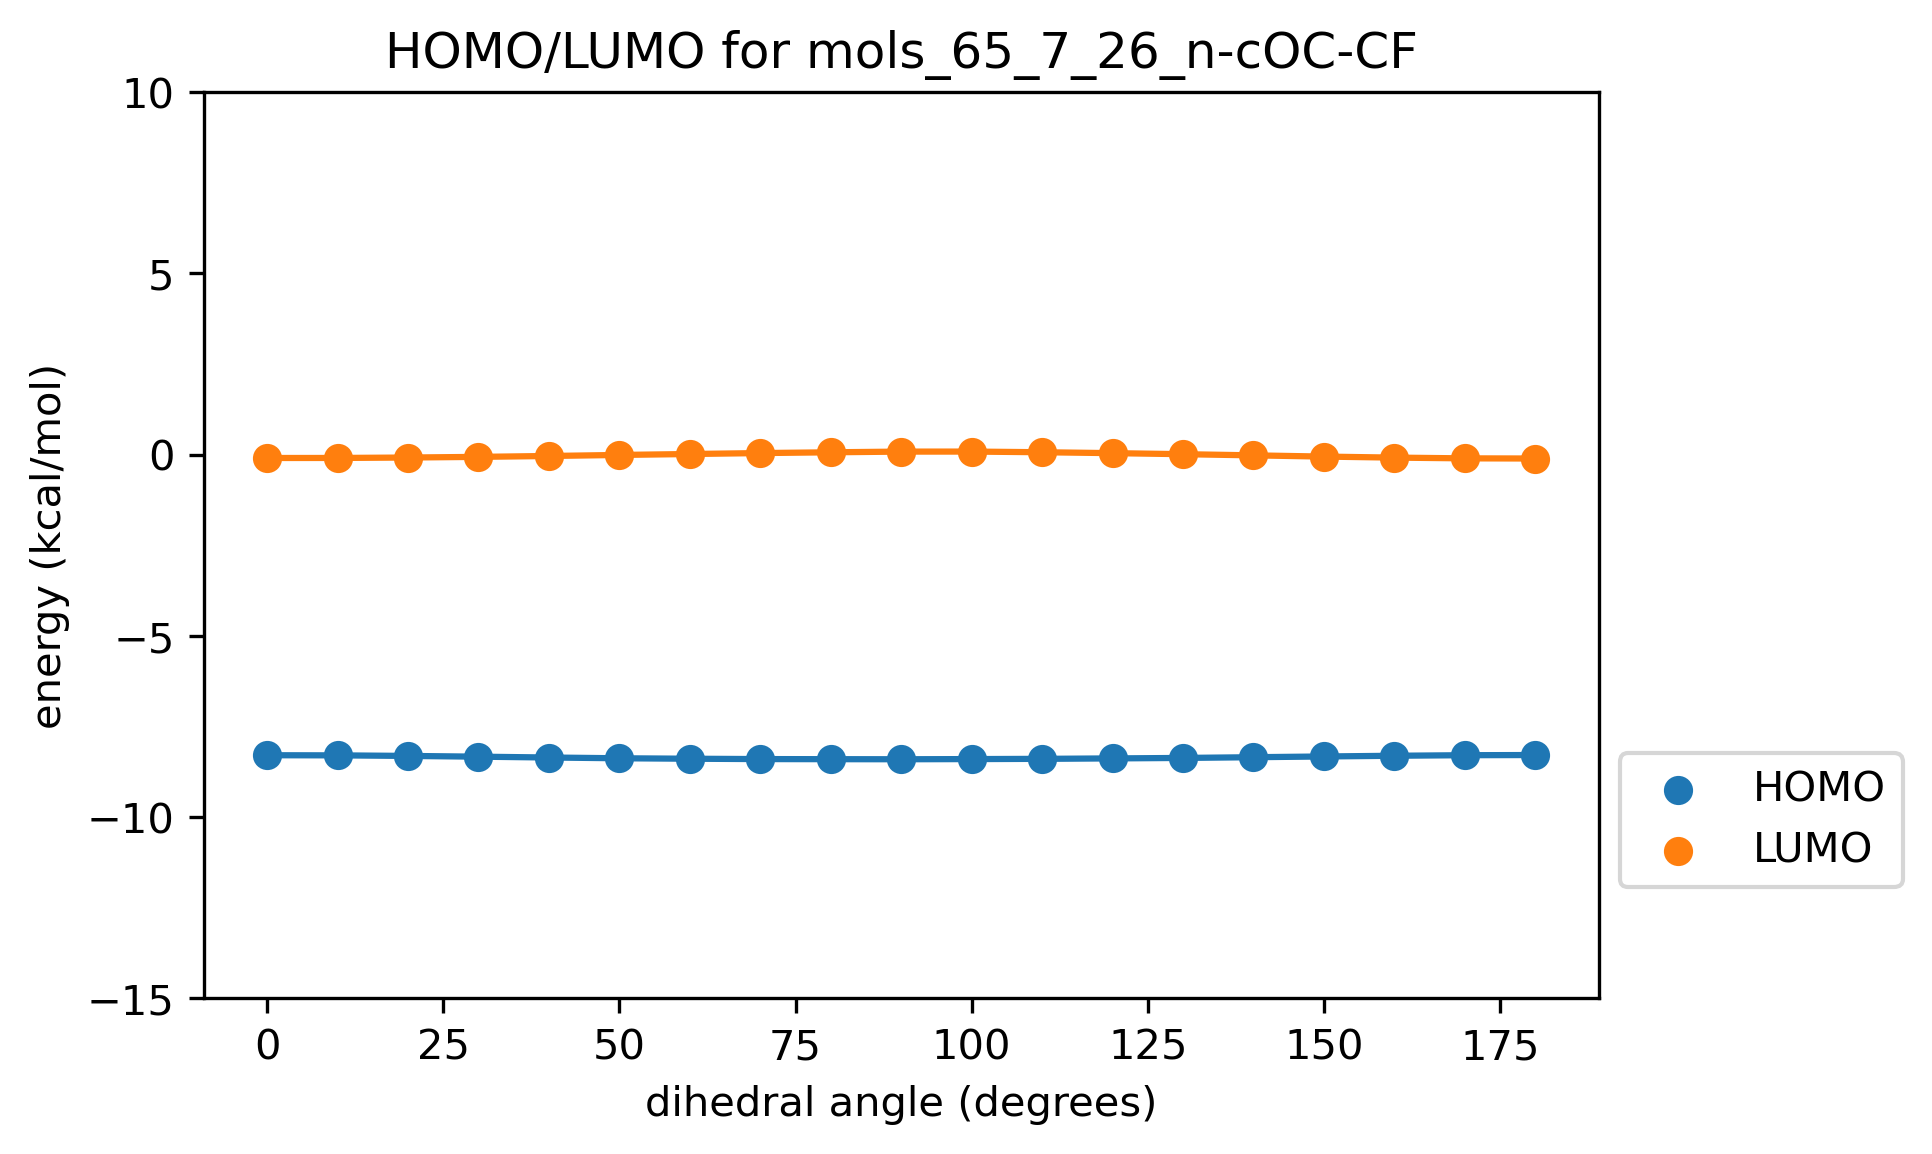 HOMO/LUMO for mols_65_7_26_n-cOC-CF
10
5
0
−5
−10
−15
energy (kcal/mol)
0 25 50 75 100 125 150 175
dihedral angle (degrees)
HOMO
LUMO